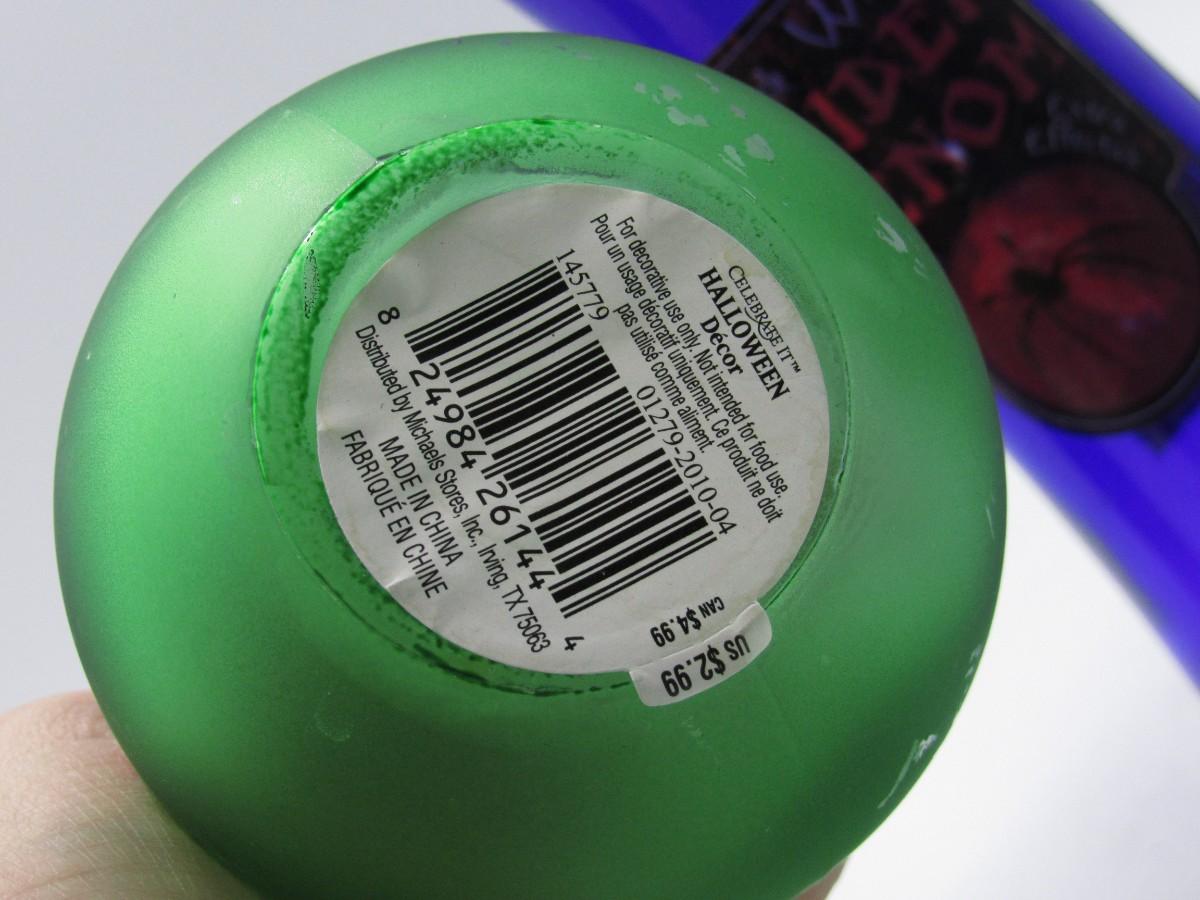 CELEBRATE IT™
HALLOWEEN
Décor
For decorative use only. Not intended for food use.
Pour un usage décoratif uniquement. Ce produit ne doit
pas utilisé comme aliment.
145779 01279-2010-04
8 24984 26144 4
Distributed by Michaels Stores, Inc., Irving, TX 75063
MADE IN CHINA
FABRIQUÉ EN CHINE
CAN $4.99
US $2.99